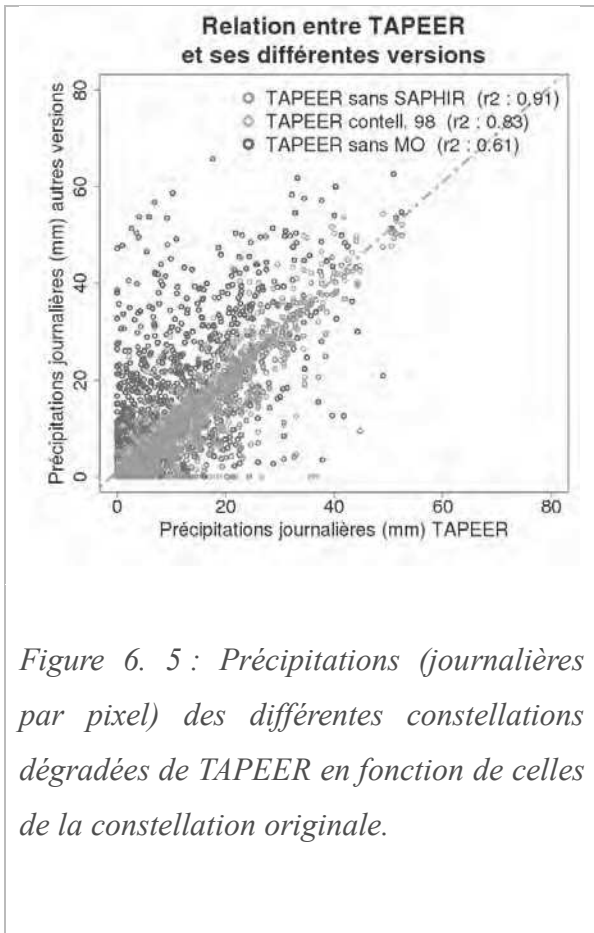 Relation entre TAPEER
et ses différentes versions
80
60
40
20
0
Précipitations journalières (mm) autres versions
TAPEER sans SAPHIR (r2 : 0.91)
TAPEER contell. 98 (r2 : 0.83)
TAPEER sans MO (r2 : 0.61)
0 20 40 60 80
Précipitations journalières (mm) TAPEER
Figure 6. 5 : Précipitations (journalières
par pixel) des différentes constellations
dégradées de TAPEER en fonction de celles
de la constellation originale.